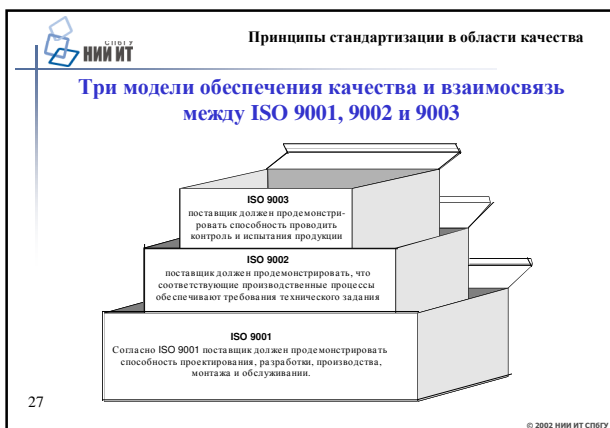 СПбГУ
НИИ ИТ
Принципы стандартизации в области качества
Три модели обеспечения качества и взаимосвязь
между ISO 9001, 9002 и 9003
ISO 9003
поставщик должен продемонстри-
ровать способность проводить
контроль и испытания продукции
ISO 9002
поставщик должен продемонстрировать, что
соответствующие производственные процессы
обеспечивают требования технического задания
ISO 9001
Согласно ISO 9001 поставщик должен продемонстрировать
способность проектирования, разработки, производства,
монтажа и обслуживании.
27
© 2002 НИИ ИТ СПбГУ